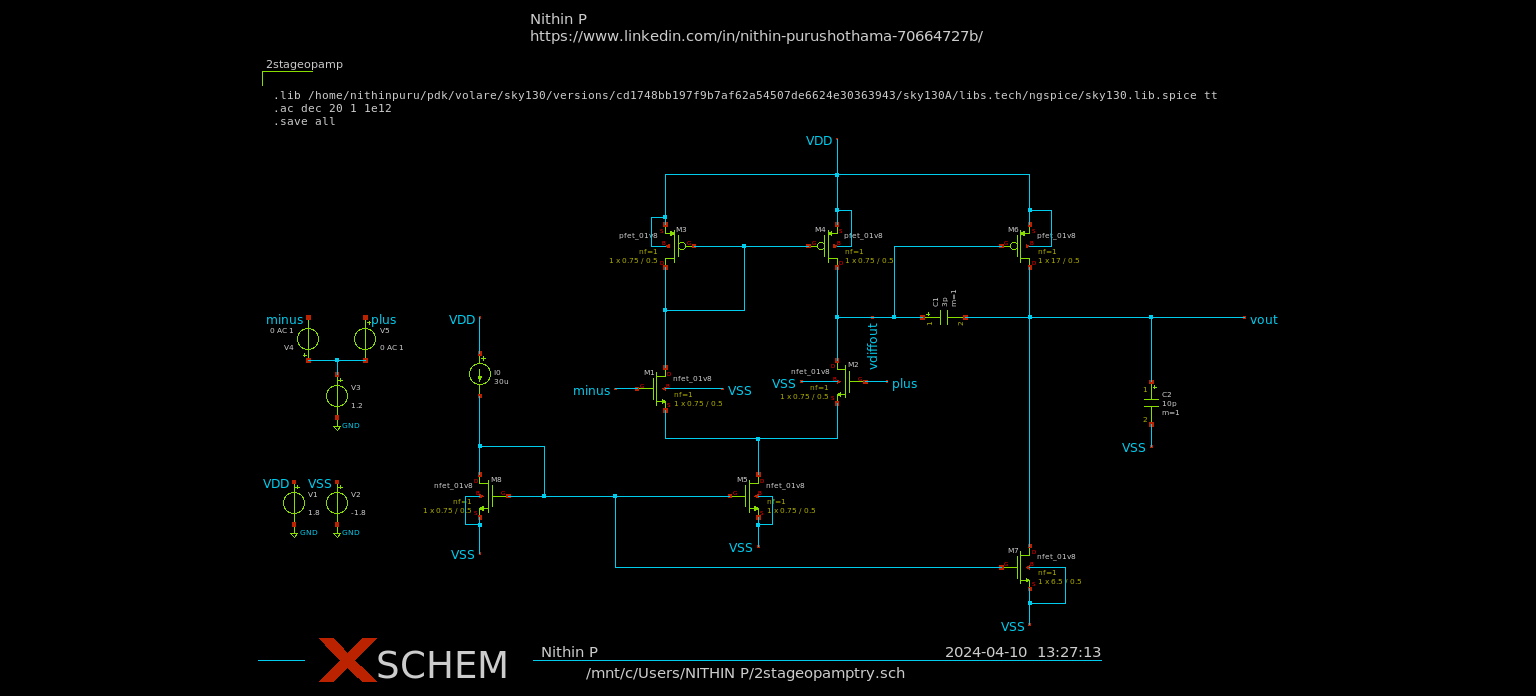 Nithin P
https://www.linkedin.com/in/nithin-purushothama-70664727b/
2stageopamp
.lib /home/nithinpuru/pdk/volare/sky130/versions/cd1748bb197f9b7af62a54507de6624e30363943/sky130A/libs.tech/ngspice/sky130.lib.spice tt
.ac dec 20 1 1e12
.save all
VDD
M3
pfet_01v8
nf=1
1 x 0.75 / 0.5
M4
pfet_01v8
nf=1
1 x 0.75 / 0.5
M6
pfet_01v8
nf=1
1 x 17 / 0.5
C1
3p
m=1
1
2
vout
vdiffout
minus
0 AC 1
V4
plus
V5
0 AC 1
V3
1.2
GND
VDD
I0
30u
minus
M1
nfet_01v8
nf=1
1 x 0.75 / 0.5
VSS
VSS
M2
nfet_01v8
nf=1
1 x 0.75 / 0.5
plus
1
C2
10p
m=1
2
VSS
VDD
V1
1.8
GND
VSS
V2
-1.8
GND
M8
nfet_01v8
nf=1
1 x 0.75 / 0.5
VSS
M5
nfet_01v8
nf=1
1 x 0.75 / 0.5
VSS
M7
nfet_01v8
nf=1
1 x 6.5 / 0.5
VSS
XSCHEM
Nithin P
2024-04-10 13:27:13
/mnt/c/Users/NITHIN P/2stageopamptry.sch